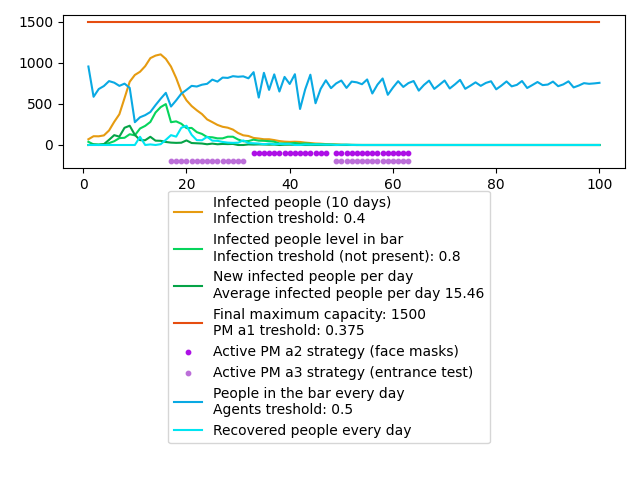 1500
1000
500
0
0 20 40 60 80 100
Infected people (10 days)
Infection treshold: 0.4
Infected people level in bar
Infection treshold (not present): 0.8
New infected people per day
Average infected people per day 15.46
Final maximum capacity: 1500
PM a1 treshold: 0.375
Active PM a2 strategy (face masks)
Active PM a3 strategy (entrance test)
People in the bar every day
Agents treshold: 0.5
Recovered people every day